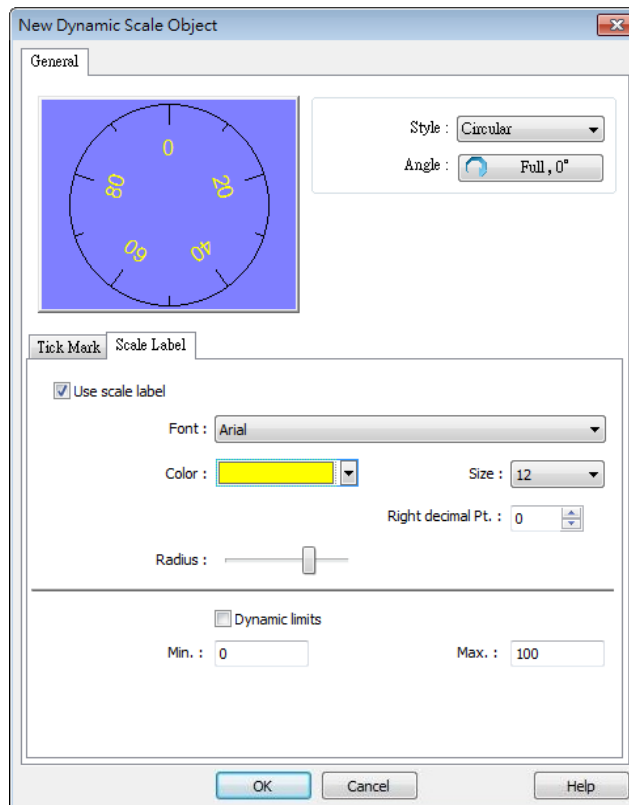 New Dynamic Scale Object
General
0
20
40
60
80
Style : Circular
Angle : Full , 0°
Tick Mark Scale Label
Use scale label
Font : Arial
Color : Size : 12
Right decimal Pt. : 0
Radius :
Dynamic limits
Min. : 0 Max. : 100
OK Cancel Help